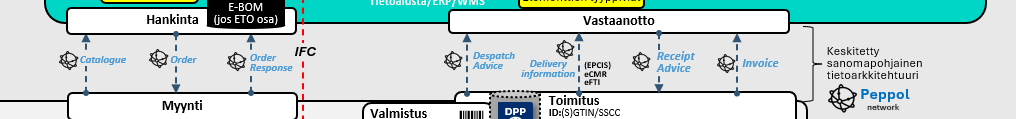 Tietoalusta/ERP/WMS
Hankinta
E-BOM
(jos ETO osa)
Vastaanotto
IFC
Catalogue
Order
Order
Response
Despatch
Advice
Delivery
information
(EPCIS)
eCMR
eFTI
Receipt
Advice
Invoice
Keskitetty
sanomapohjainen
tietoarkkitehtuuri
Peppol
network
Myynti
Valmistus
DPP
Toimitus
ID:(S)GTIN/SSCC